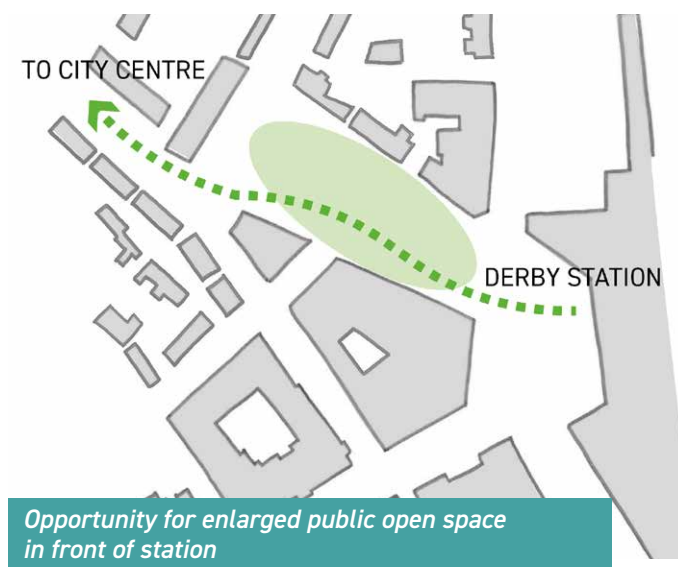 TO CITY CENTRE
DERBY STATION
Opportunity for enlarged public open space
in front of station